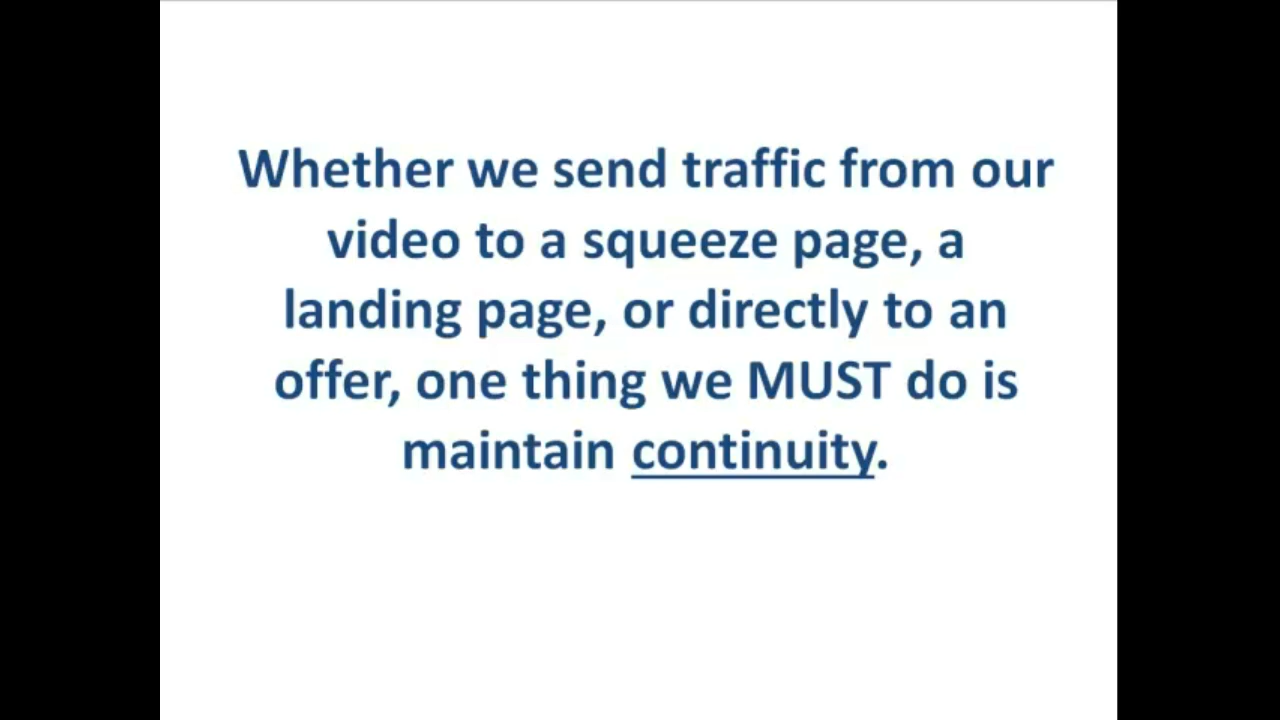 Whether we send traffic from our
video to a squeeze page, a
landing page, or directly to an
offer, one thing we MUST do is
maintain continuity.